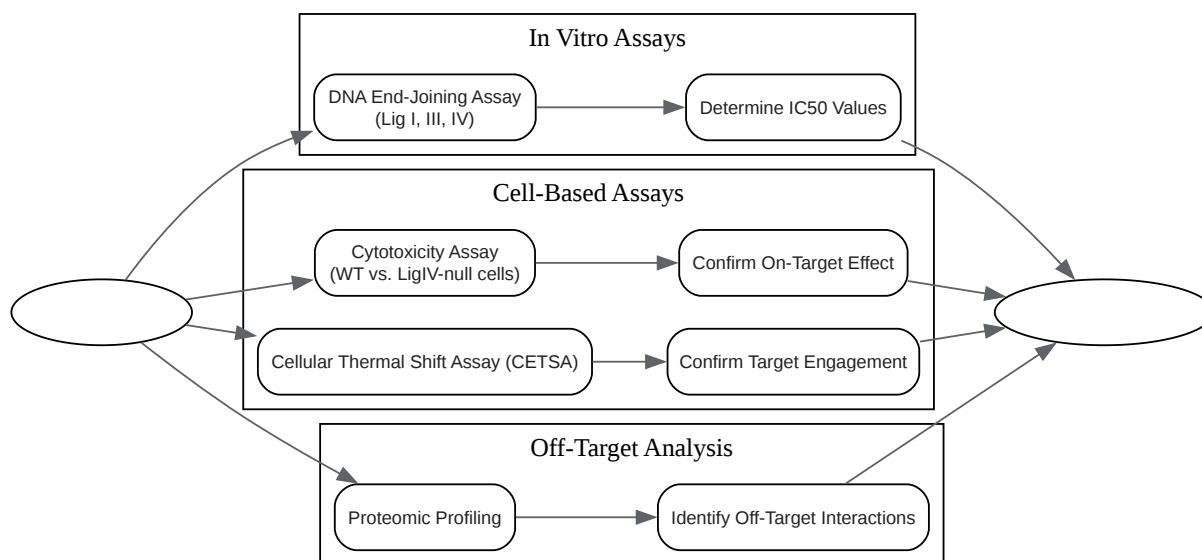 In Vitro Assays
DNA End-Joining Assay
(Lig I, III, IV)
Determine IC50 Values
Cell-Based Assays
Cytotoxicity Assay
(WT vs. LigIV-null cells)
Confirm On-Target Effect
Cellular Thermal Shift Assay (CETSA)
Confirm Target Engagement
Off-Target Analysis
Proteomic Profiling
Identify Off-Target Interactions